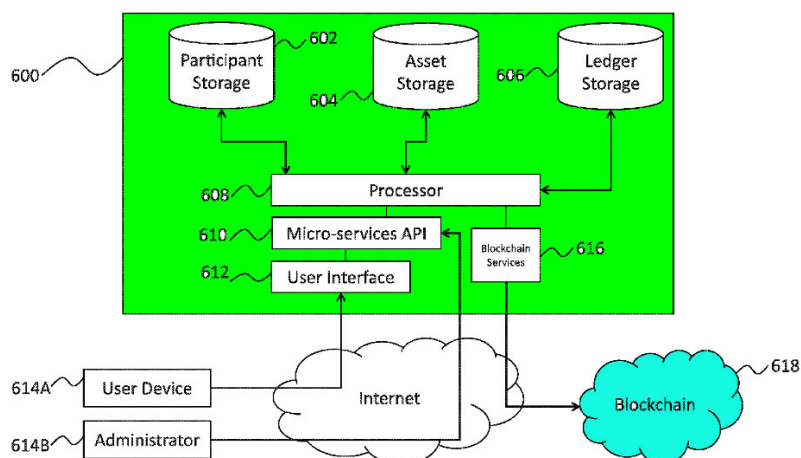 600
Participant
Storage
602
Asset
Storage
604
Ledger
Storage
606
608
Processor
610
Micro-services API
612
User Interface
Blockchain
Services
616
614A
User Device
614B
Administrator
Internet
Blockchain
618